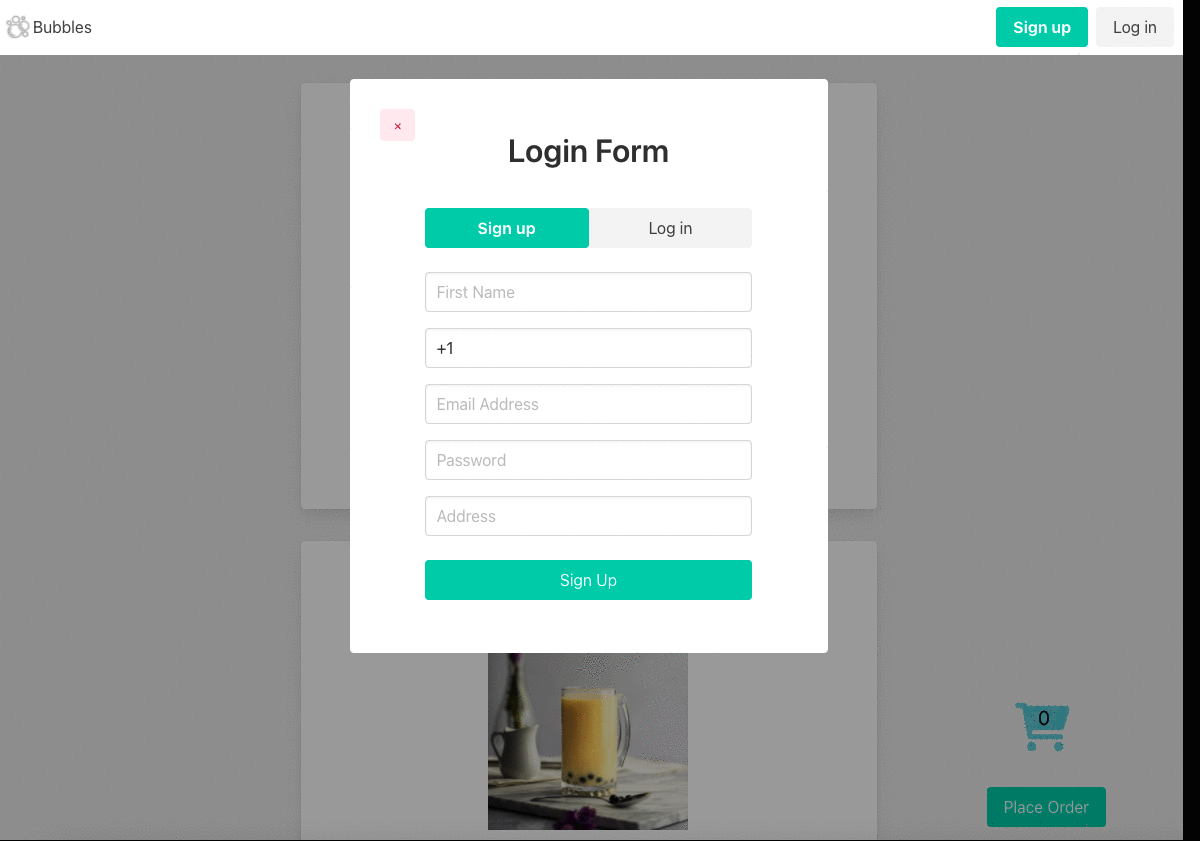 Bubbles
Sign up
Log in
×
Login Form
Sign up
Log in
First Name
+1
Email Address
Password
Address
Sign Up
0
Place Order